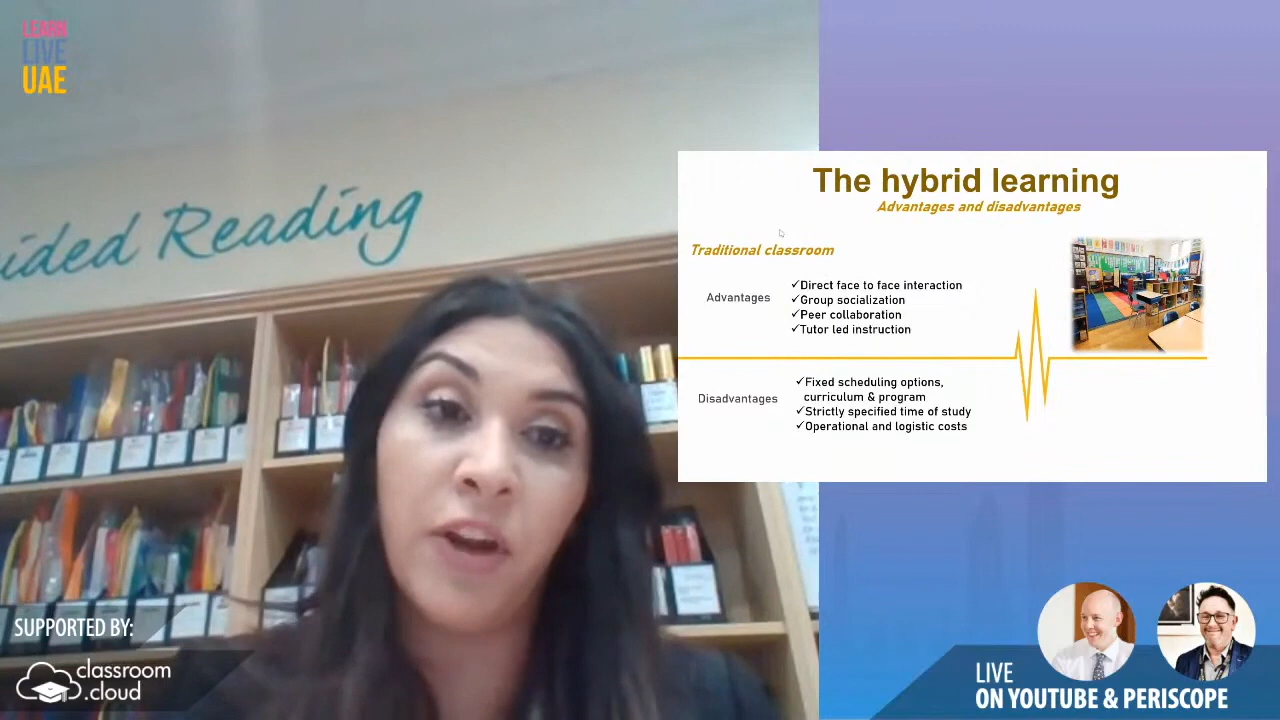 LEARN
LIVE
UAE
ided Reading
The hybrid learning
Advantages and disadvantages
Traditional classroom
Advantages
✓Direct face to face interaction
✓Group socialization
✓Peer collaboration
✓Tutor led instruction
Disadvantages
✓Fixed scheduling options,
curriculum & program
✓Strictly specified time of study
✓Operational and logistic costs
SUPPORTED BY:
classroom
.cloud
LIVE
ON YOUTUBE & PERISCOPE